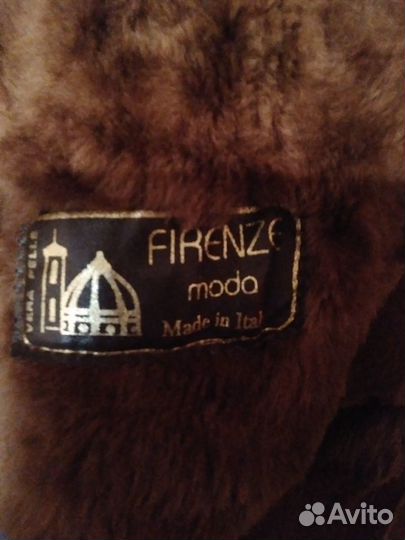 VERA PELLE
FIRENZE
moda
Made in Ital
Avito